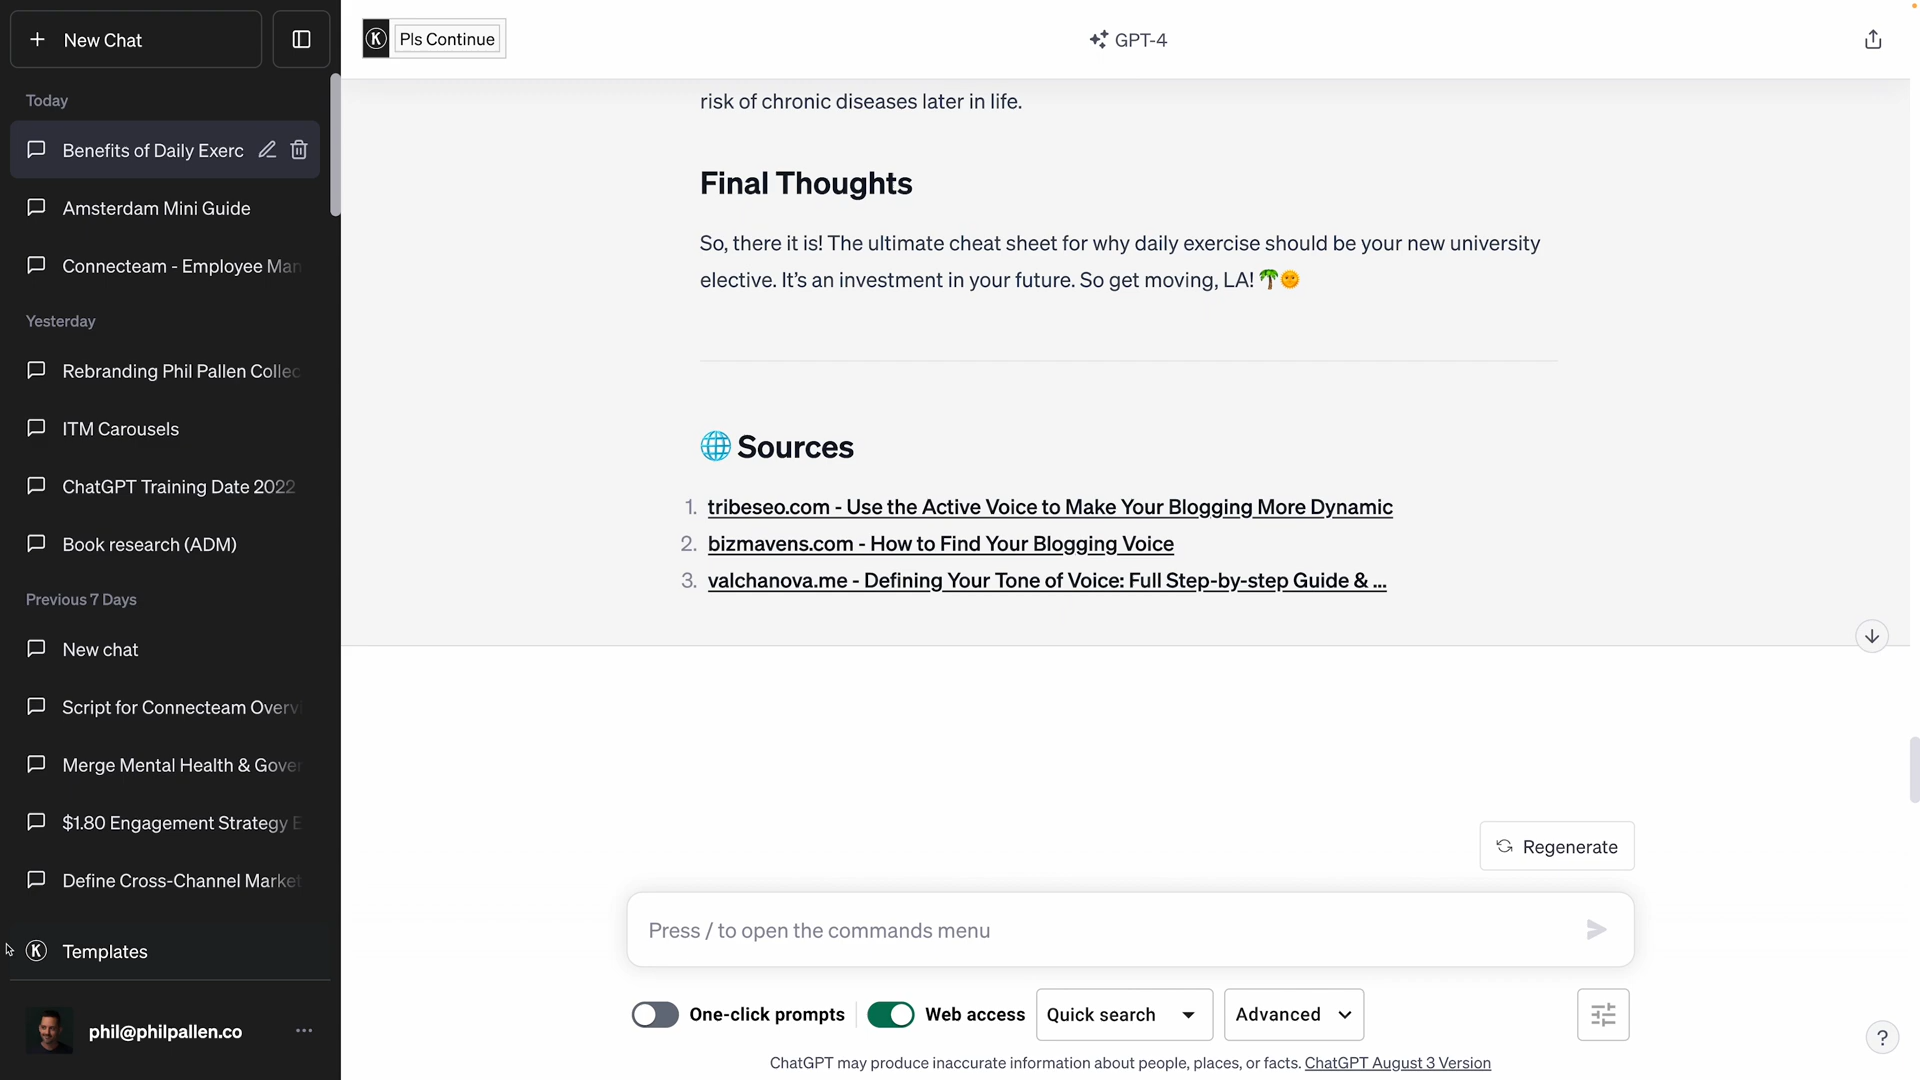 New Chat
Today
Benefits of Daily Exerc
Amsterdam Mini Guide
Connecteam - Employee Man
Yesterday
Rebranding Phil Pallen Collec
ITM Carousels
ChatGPT Training Date 2022
Book research (ADM)
Previous 7 Days
New chat
Script for Connecteam Overv
Merge Mental Health & Gover
$1.80 Engagement Strategy E
Define Cross-Channel Market
K Templates
phil@philpallen.co
K Pls Continue
GPT-4
risk of chronic diseases later in life.
Final Thoughts
So, there it is! The ultimate cheat sheet for why daily exercise should be your new university
elective. It’s an investment in your future. So get moving, LA! 🌴🌞
🌐 Sources
1. tribeseo.com - Use the Active Voice to Make Your Blogging More Dynamic
2. bizmavens.com - How to Find Your Blogging Voice
3. valchanova.me - Defining Your Tone of Voice: Full Step-by-step Guide & ...
Regenerate
Press / to open the commands menu
One-click prompts
Web access
Quick search
Advanced
?
ChatGPT may produce inaccurate information about people, places, or facts. ChatGPT August 3 Version